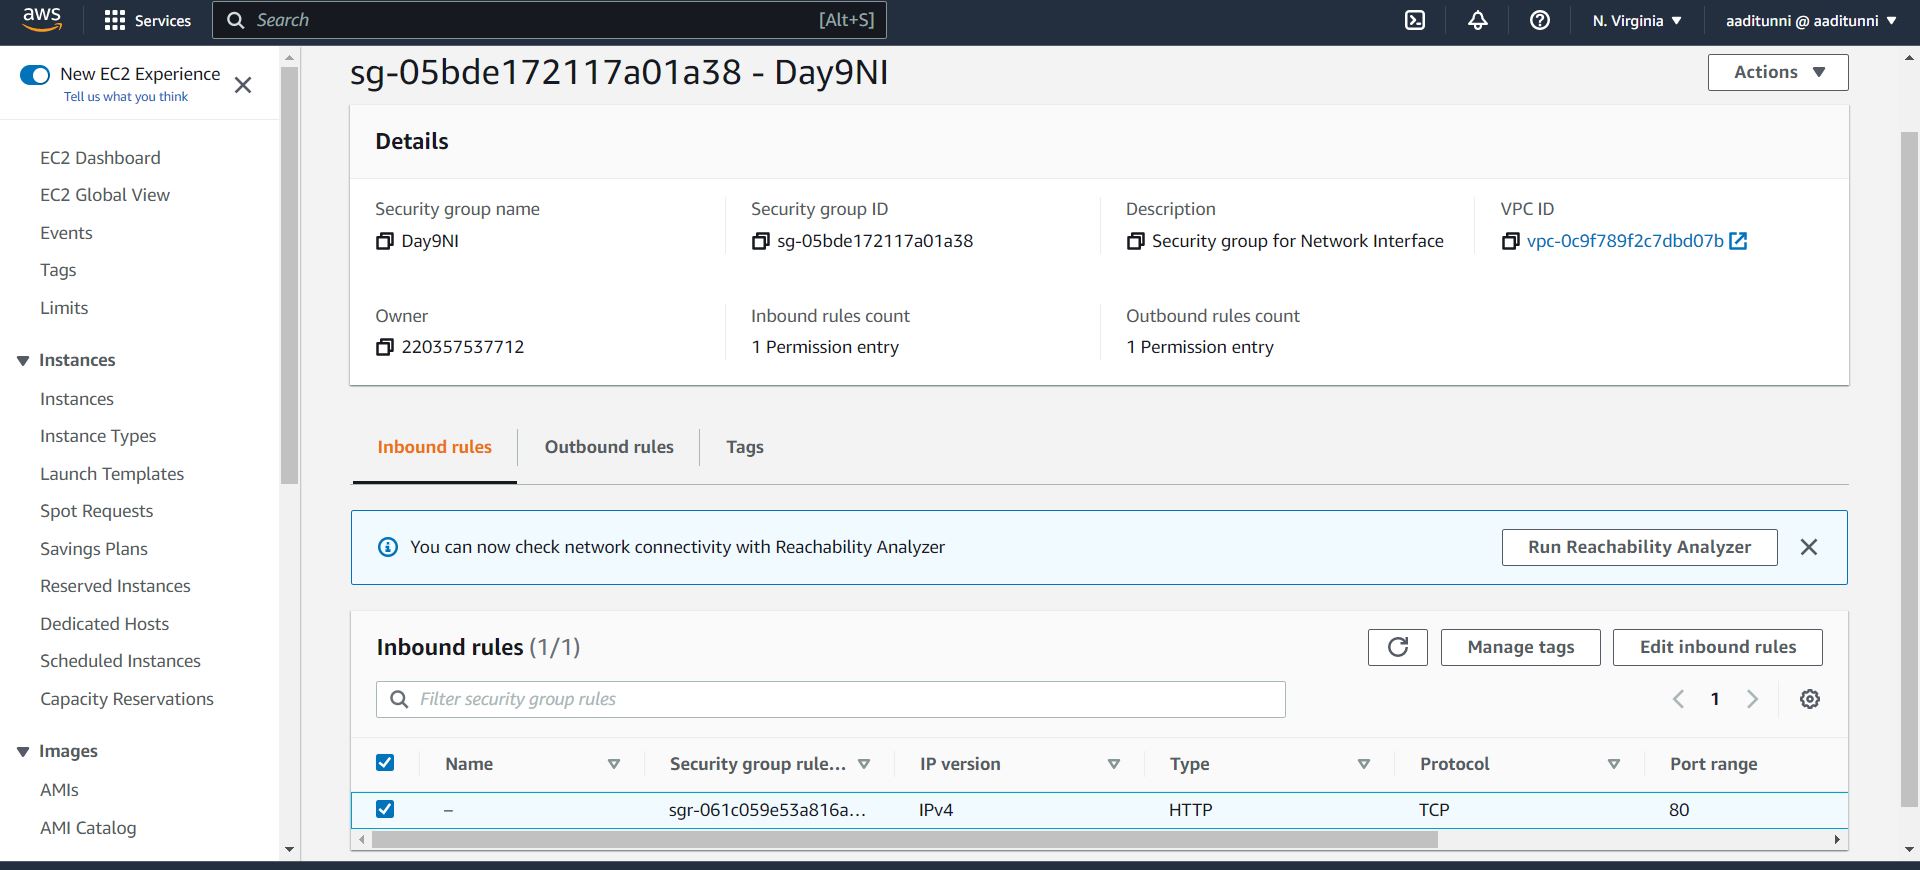 aws
Services
Search [Alt+S]
N. Virginia
aaditunni @ aaditunni
New EC2 Experience
Tell us what you think
EC2 Dashboard
EC2 Global View
Events
Tags
Limits
Instances
Instances
Instance Types
Launch Templates
Spot Requests
Savings Plans
Reserved Instances
Dedicated Hosts
Scheduled Instances
Capacity Reservations
Images
AMIs
AMI Catalog
sg-05bde172117a01a38 - Day9NI
Actions
Details
Security group name
Day9NI
Security group ID
sg-05bde172117a01a38
Description
Security group for Network Interface
VPC ID
vpc-0c9f789f2c7dbd07b
Owner
220357537712
Inbound rules count
1 Permission entry
Outbound rules count
1 Permission entry
Inbound rules
Outbound rules
Tags
You can now check network connectivity with Reachability Analyzer
Run Reachability Analyzer
Inbound rules (1/1)
Manage tags
Edit inbound rules
Filter security group rules
1
Name Security group rule... IP version Type Protocol Port range
– sgr-061c059e53a816a... IPv4 HTTP TCP 80